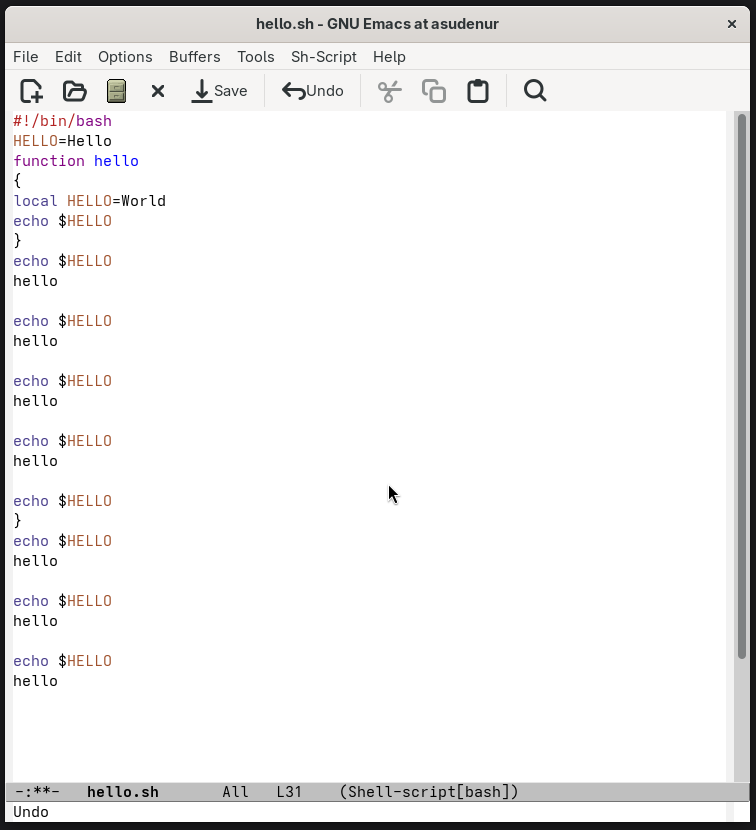 hello.sh - GNU Emacs at asudenur
File Edit Options Buffers Tools Sh-Script Help
Save Undo
#!/bin/bash
HELLO=Hello
function hello
{
local HELLO=World
echo $HELLO
}
echo $HELLO
hello
echo $HELLO
hello
echo $HELLO
hello
echo $HELLO
hello
echo $HELLO
}
echo $HELLO
hello
echo $HELLO
hello
echo $HELLO
hello
-:**- hello.sh All L31 (Shell-script[bash])
Undo